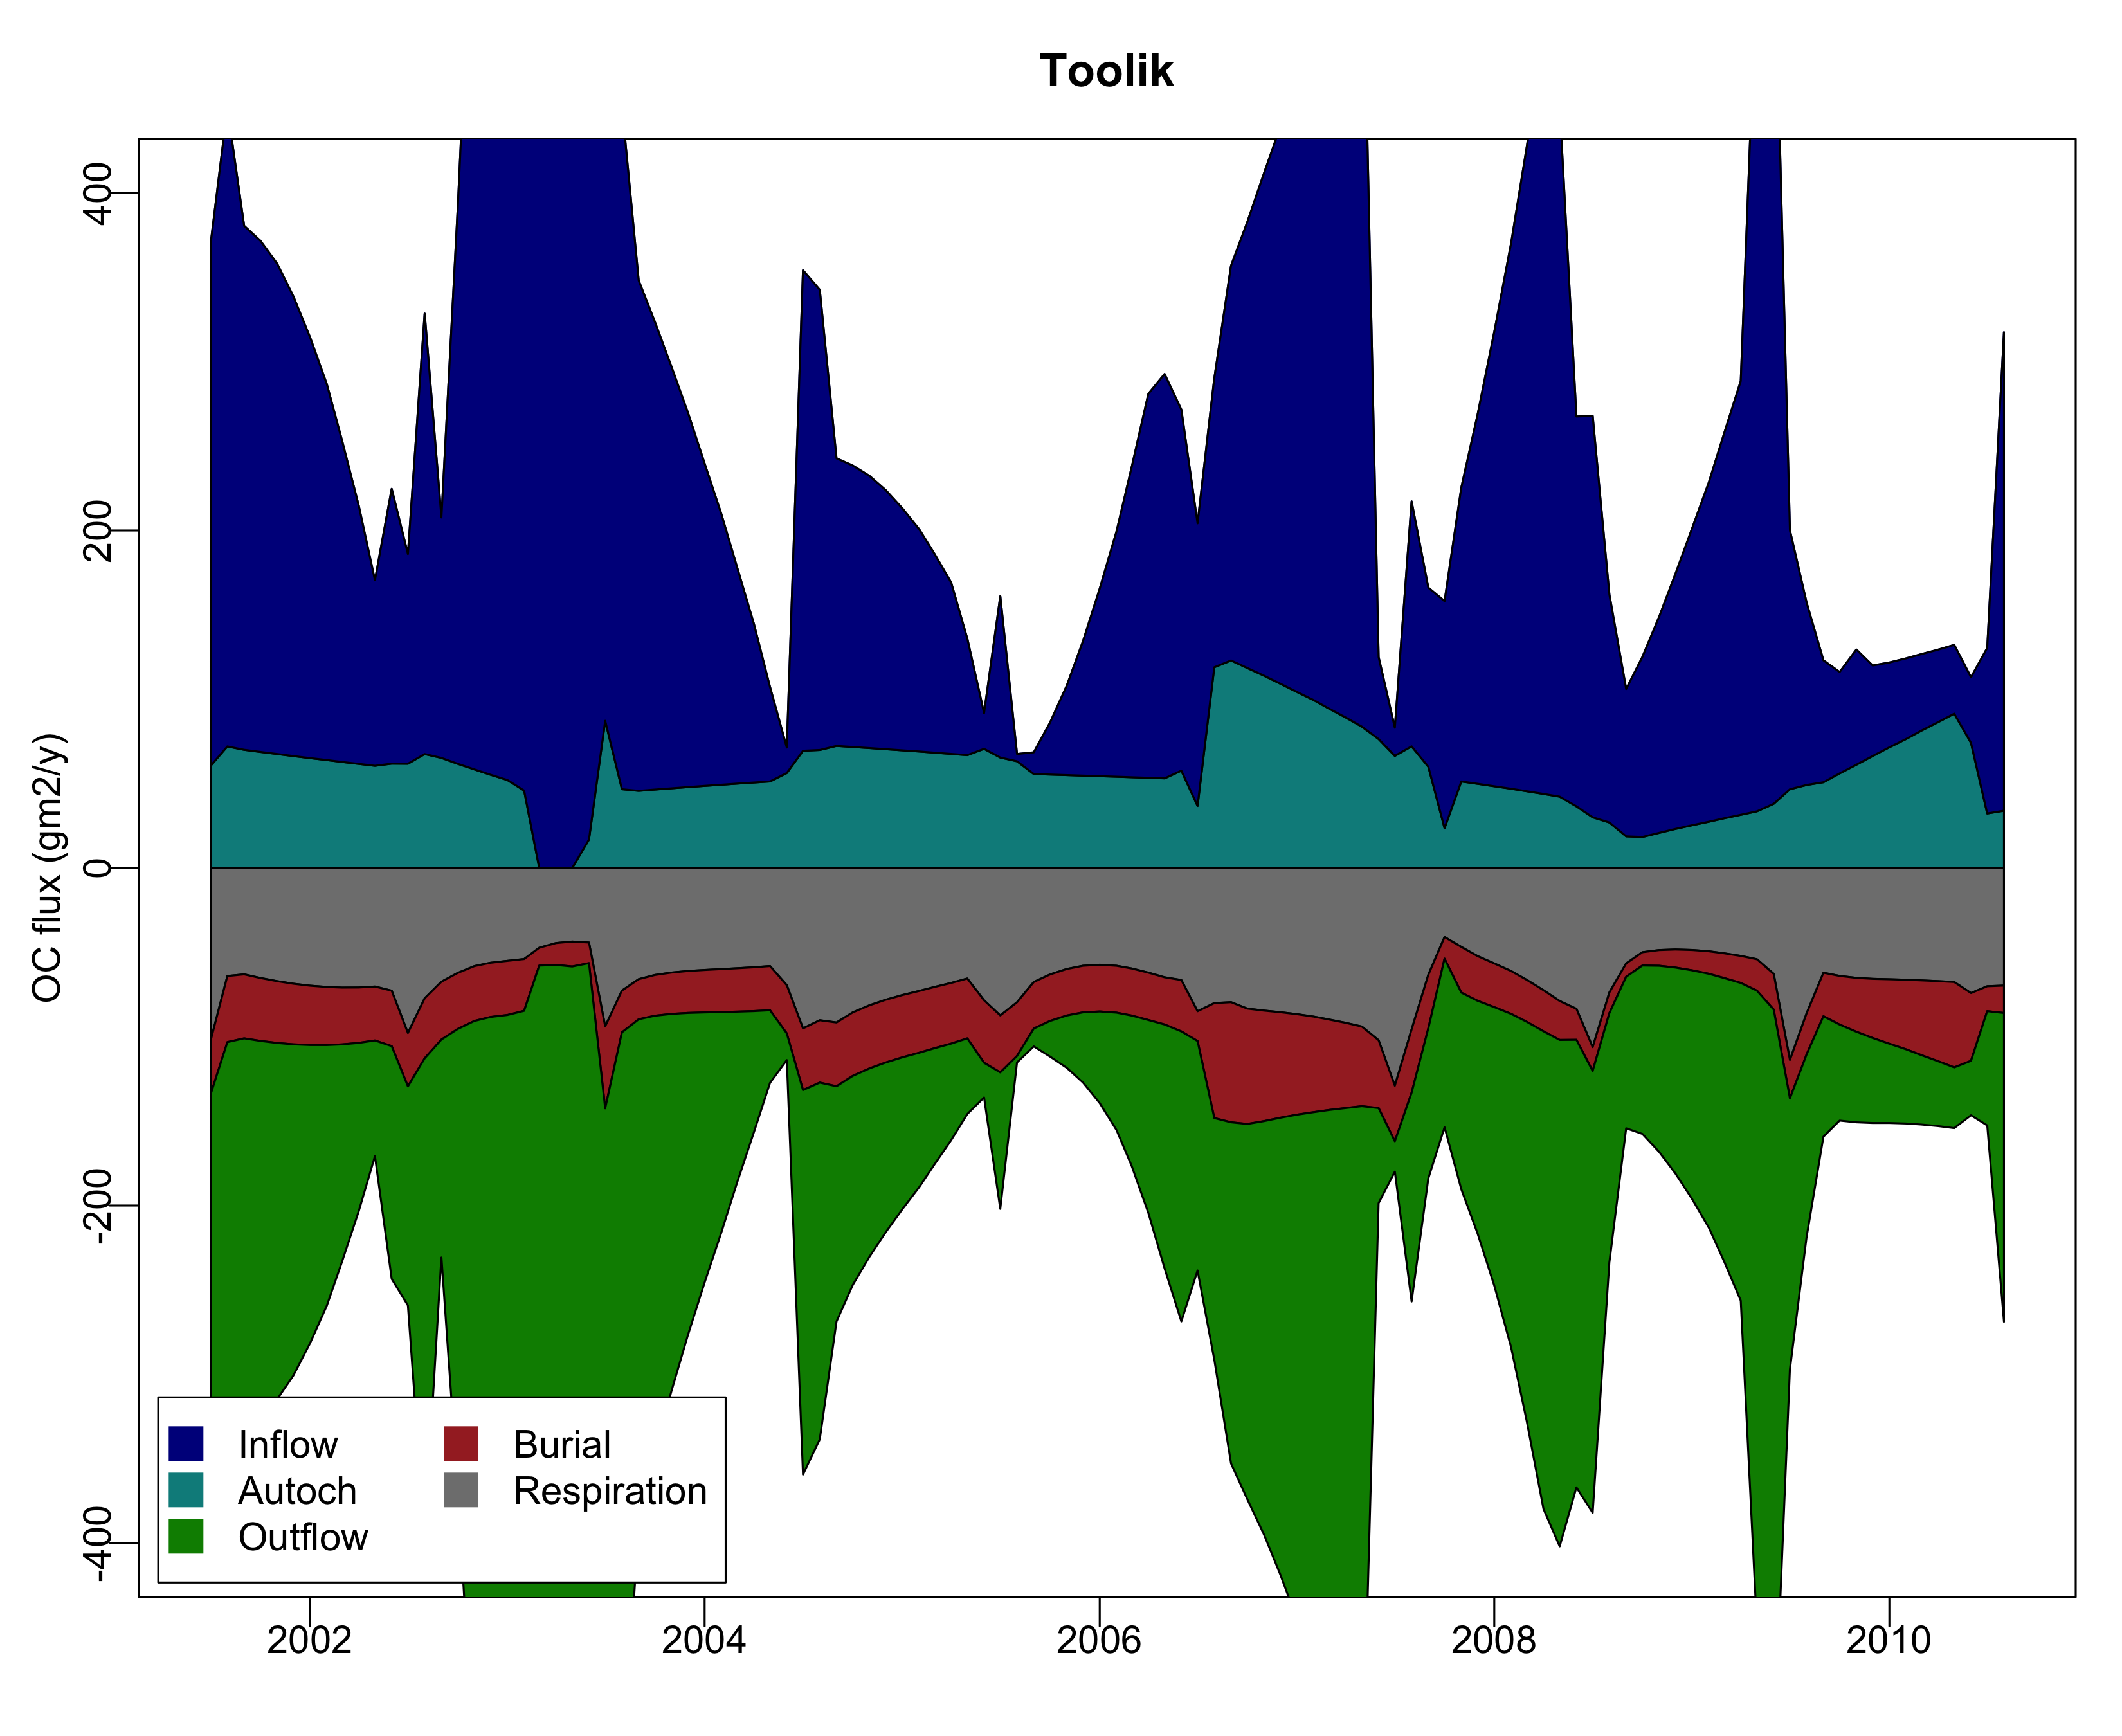 Toolik
OC flux (gm2/y)
400
200
0
-200
-400
Inflow
Autoch
Outflow
Burial
Respiration
2002 2004 2006 2008 2010